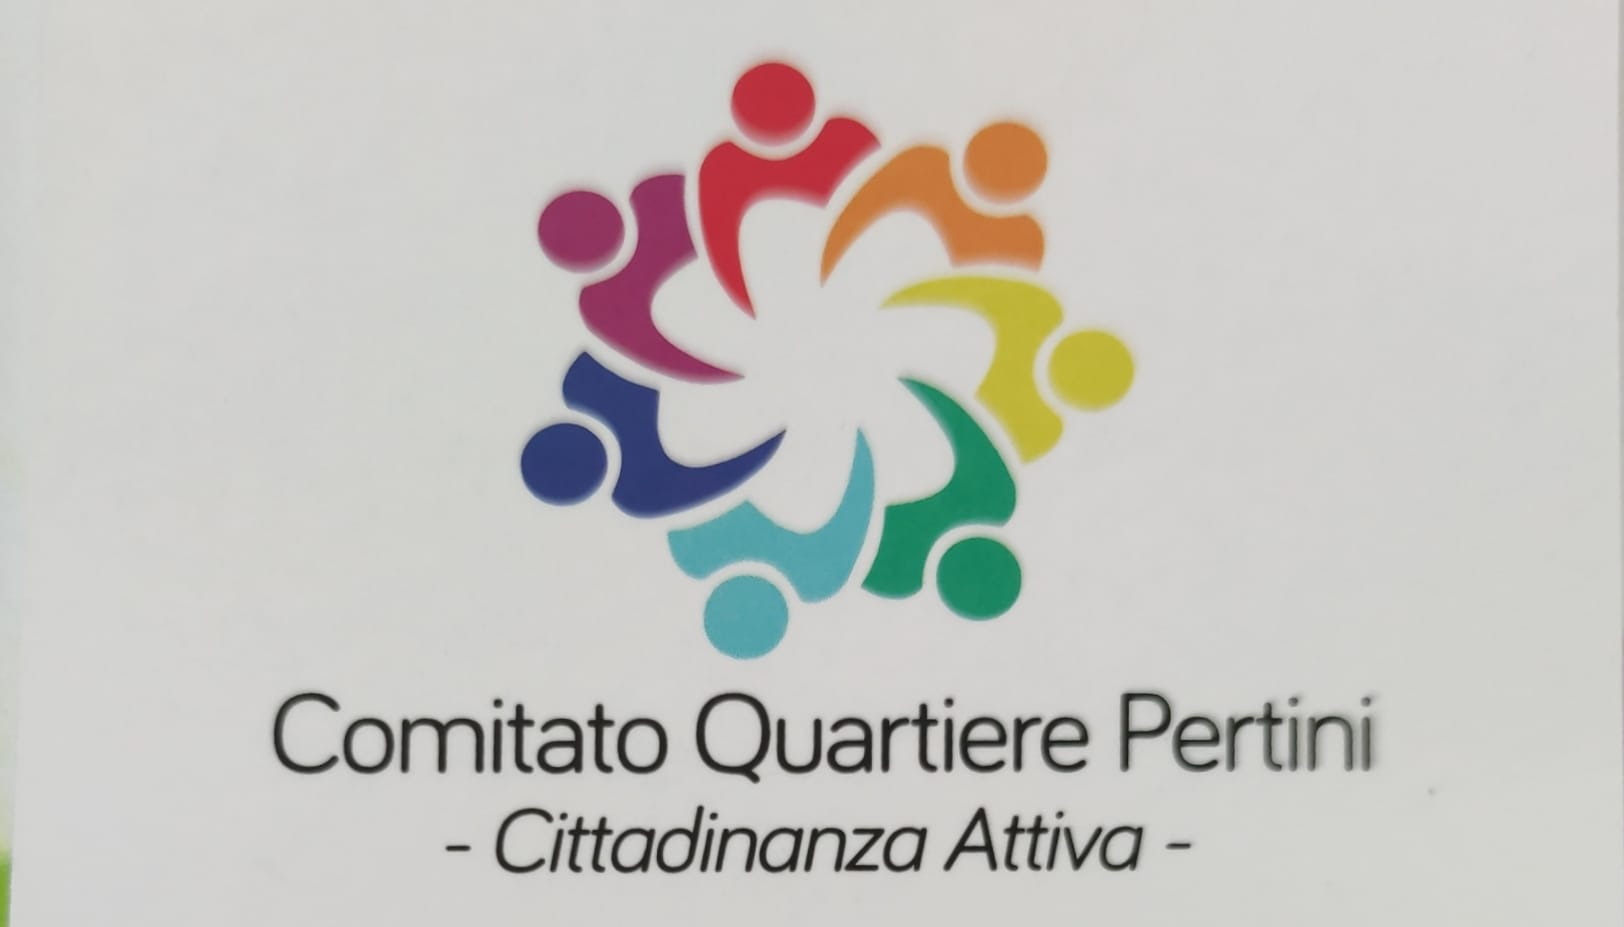 Comitato Quartiere Pertini
- Cittadinanza Attiva -